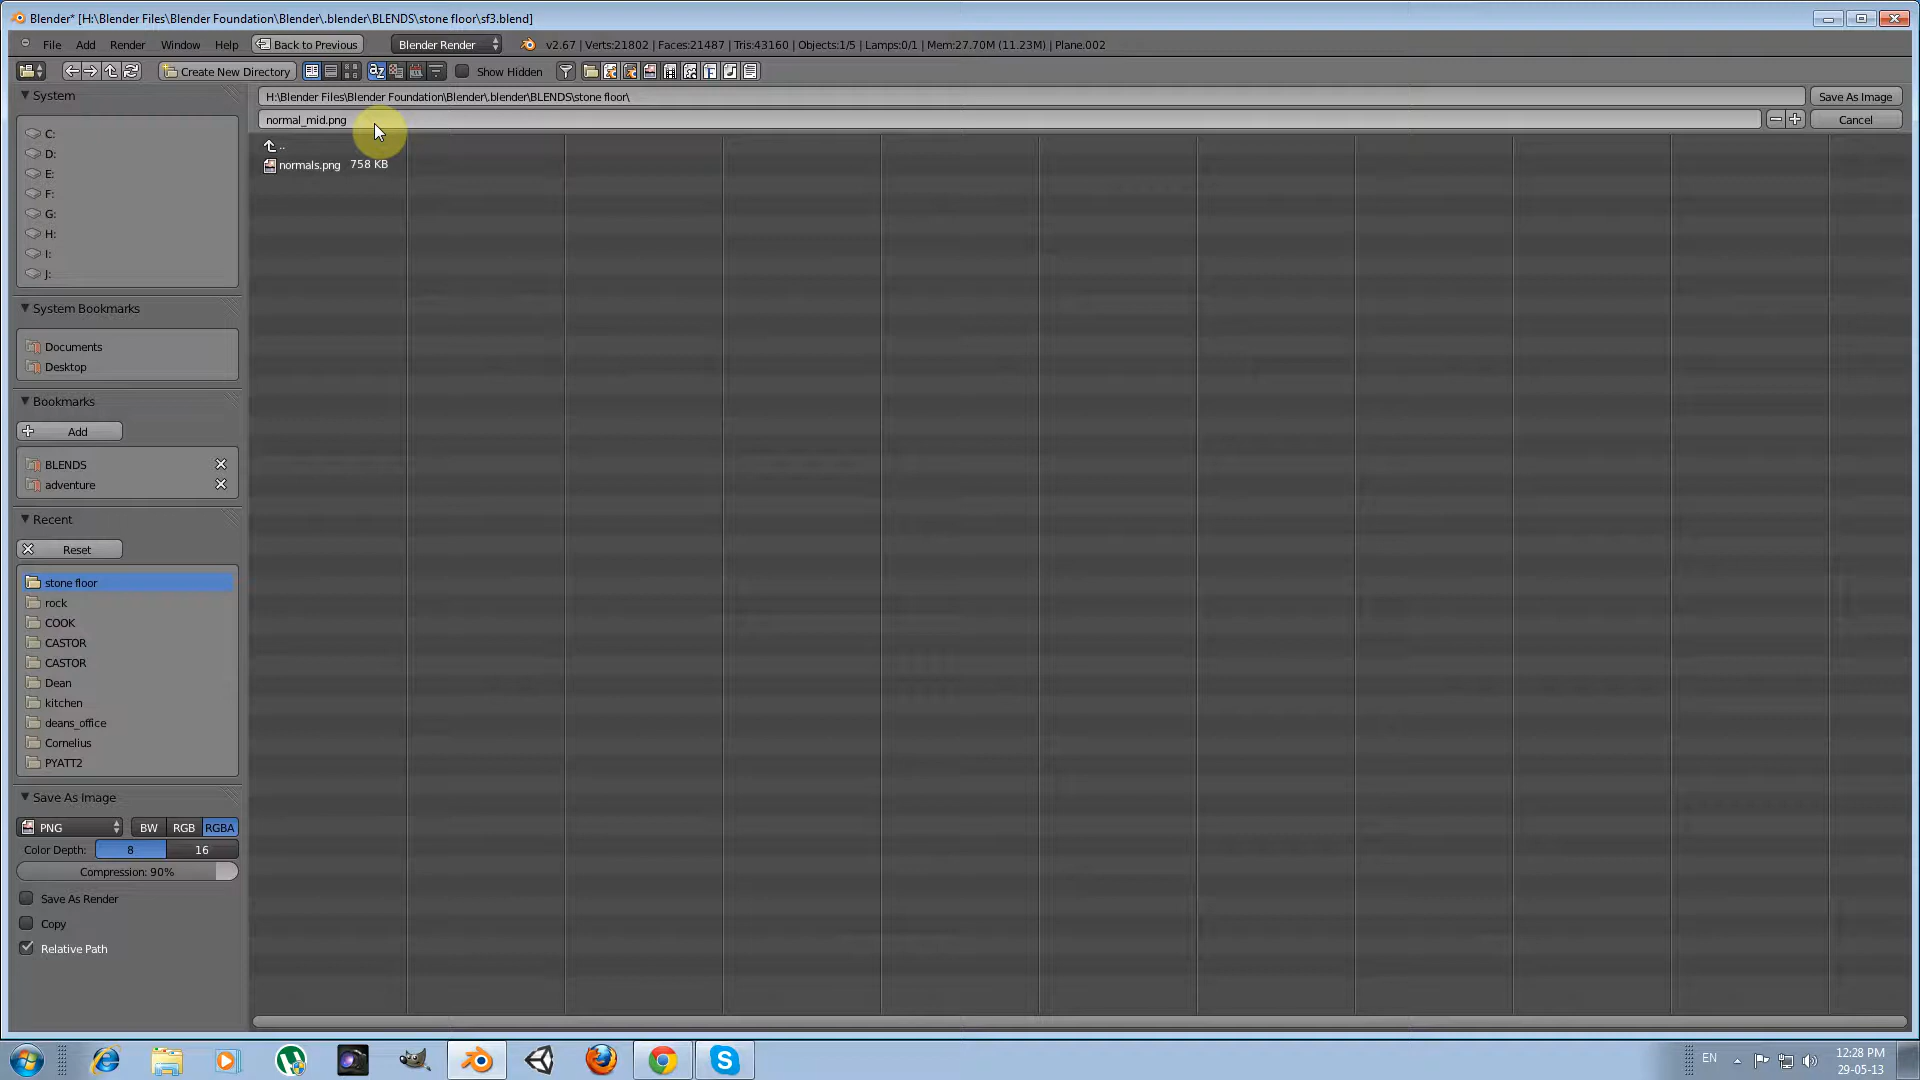 Blender* [H:\Blender Files\Blender Foundation\Blender\.blender\BLENDS\stone floor\sf3.blend]
File Add Render Window Help Back to Previous Blender Render v2.67 | Verts:21802 | Faces:21487 | Tris:43160 | Objects:1/5 | Lamps:0/1 | Mem:27.70M (11.23M) | Plane.002
Create New Directory Show Hidden
System
H:\Blender Files\Blender Foundation\Blender\.blender\BLENDS\stone floor\ Save As Image
normal_mid.png Cancel
C:
..
D:
normals.png 758 KB
E:
F:
G:
H:
I:
J:
System Bookmarks
Documents
Desktop
Bookmarks
Add
BLENDS
adventure
Recent
Reset
stone floor
rock
COOK
CASTOR
CASTOR
Dean
kitchen
deans_office
Cornelius
PYATT2
Save As Image
PNG BW RGB RGBA
Color Depth: 8 16
Compression: 90%
Save As Render
Copy
Relative Path
EN 12:28 PM
29-05-13